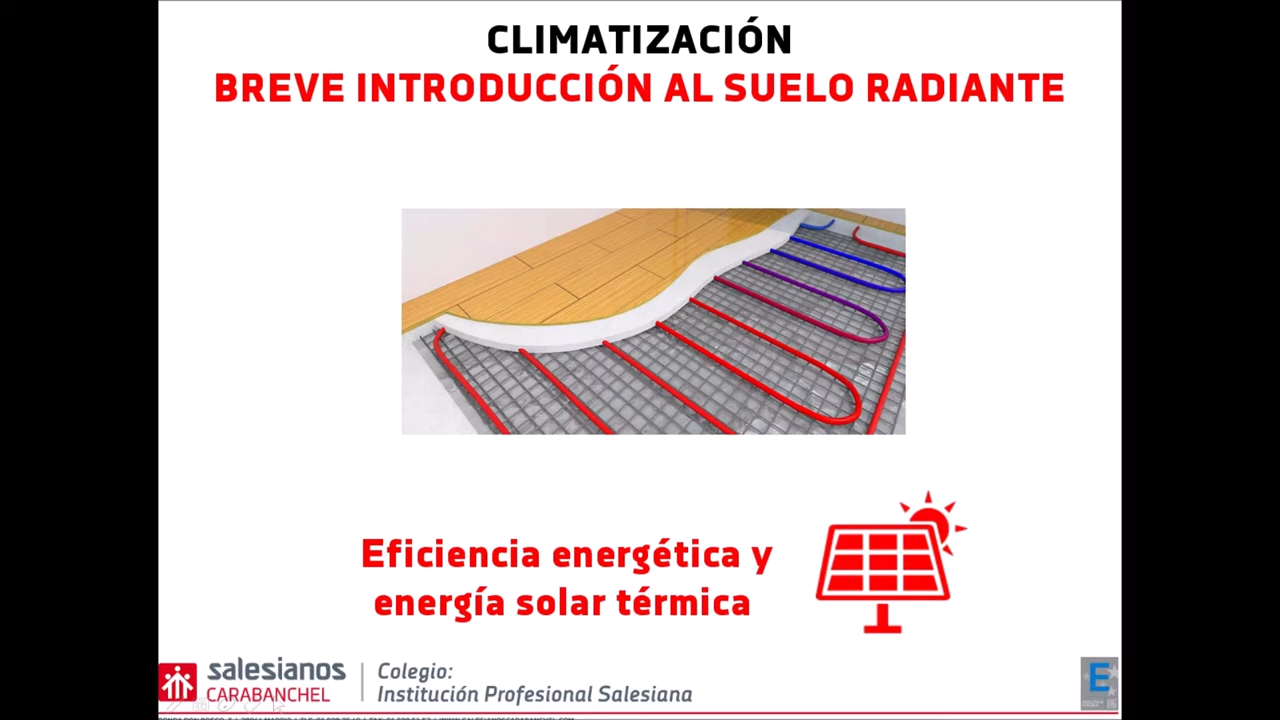 CLIMATIZACIÓN
BREVE INTRODUCCIÓN AL SUELO RADIANTE
Eficiencia energética y
energía solar térmica
salesianos
CARABANCHEL
Colegio:
Institución Profesional Salesiana
E